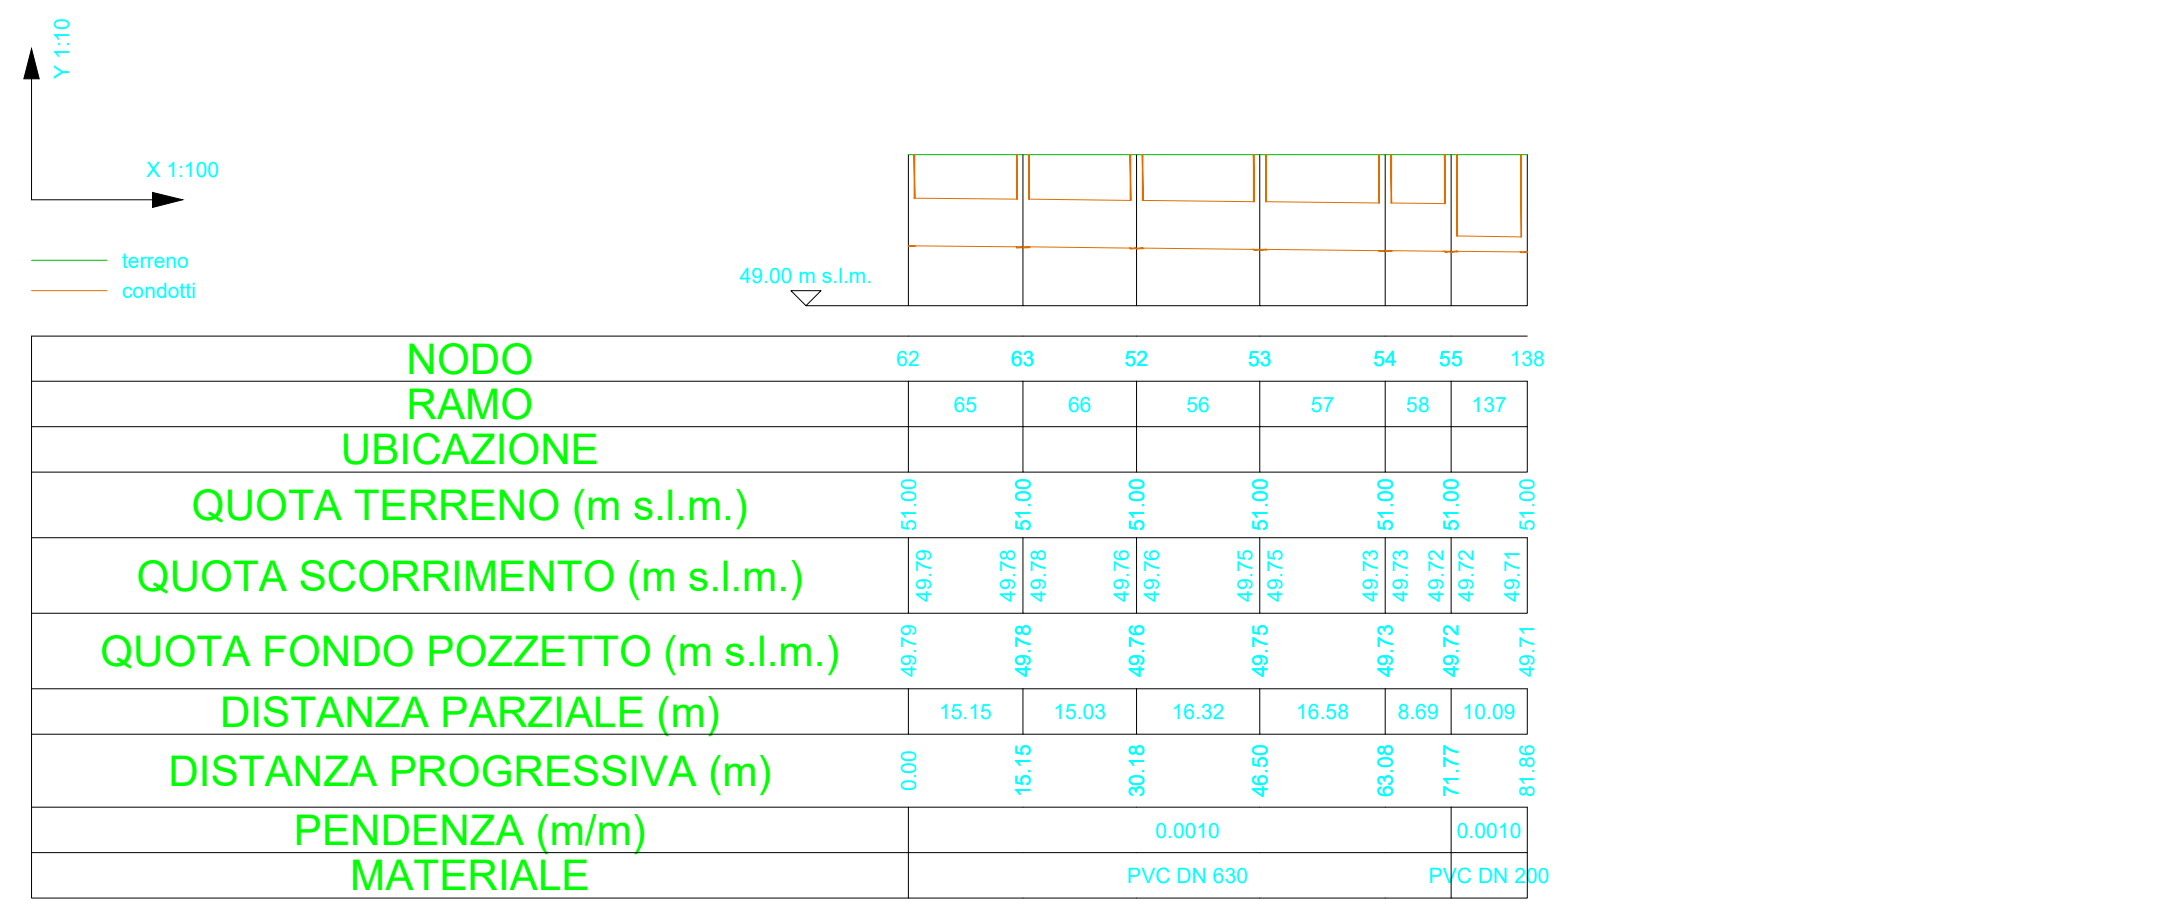 Y 1:10
X 1:100
terreno
condotti
49.00 m s.l.m.
NODO 62 63 52 53 54 55 138
RAMO 65 66 56 57 58 137
UBICAZIONE
QUOTA TERRENO (m s.l.m.) 51.00 51.00 51.00 51.00 51.00 51.00 51.00
QUOTA SCORRIMENTO (m s.l.m.) 49.79 49.78 49.78 49.76 49.76 49.75 49.75 49.73 49.73 49.72 49.72 49.71
QUOTA FONDO POZZETTO (m s.l.m.) 49.79 49.78 49.76 49.75 49.73 49.72 49.71
DISTANZA PARZIALE (m) 15.15 15.03 16.32 16.58 8.69 10.09
DISTANZA PROGRESSIVA (m) 0.00 15.15 30.18 46.50 63.08 71.77 81.86
PENDENZA (m/m) 0.0010 0.0010
MATERIALE PVC DN 630 PVC DN 200